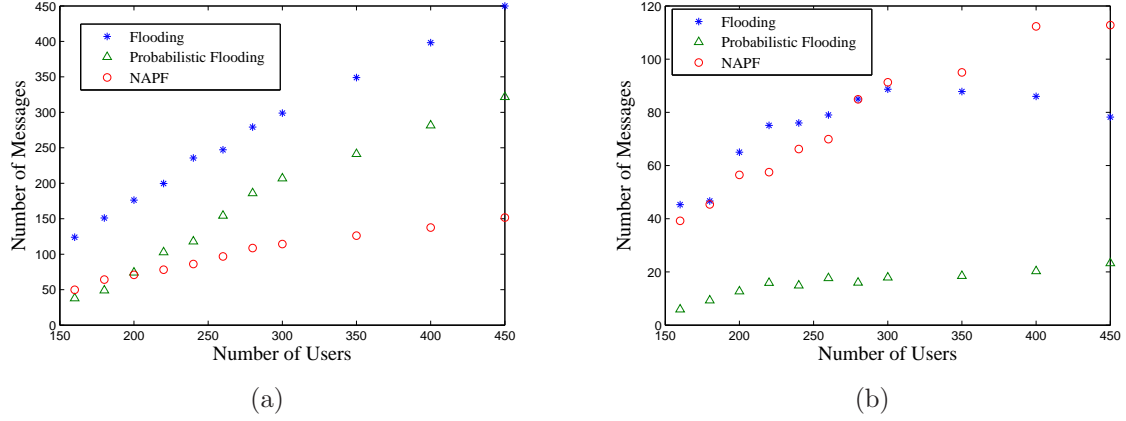 450
400
350
300
250
200
150
100
50
0
Number of Messages
Flooding
Probabilistic Flooding
NAPF
150 200 250 300 350 400 450
Number of Users
(a)
120
100
80
60
40
20
0
Number of Messages
Flooding
Probabilistic Flooding
NAPF
150 200 250 300 350 400 450
Number of Users
(b)